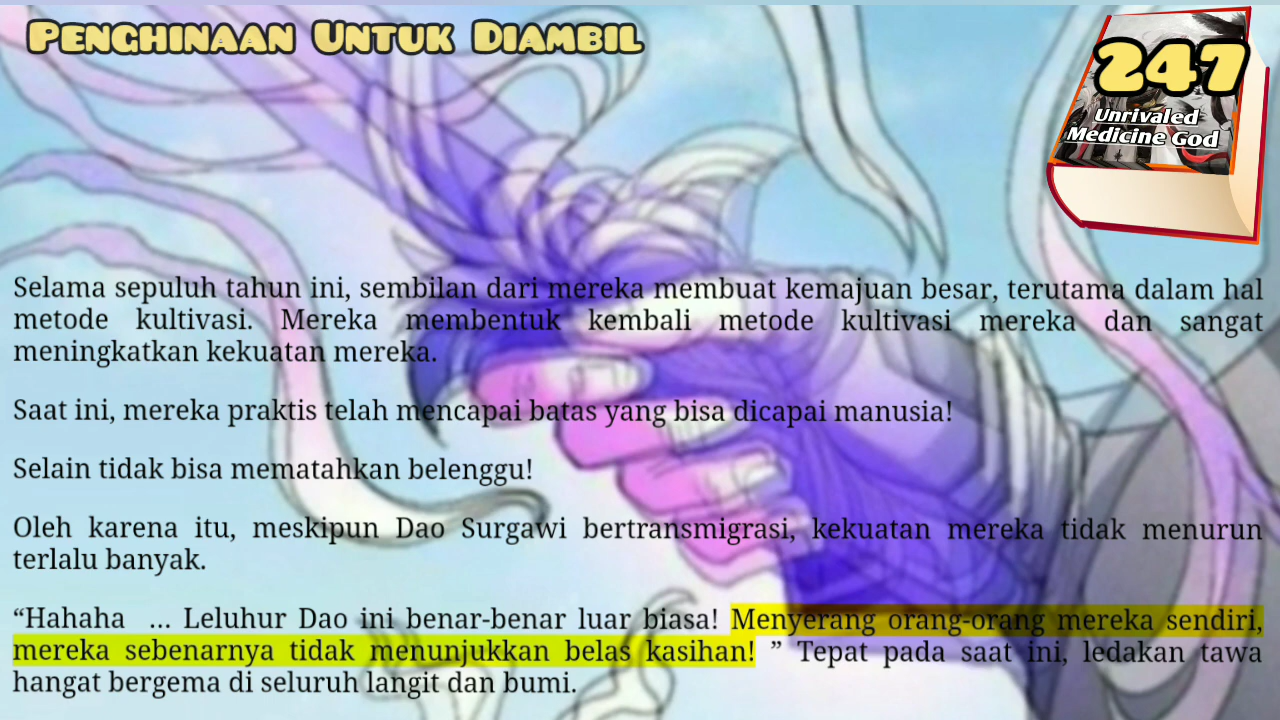 Penghinaan Untuk Diambil
247
Unrivaled
Medicine God
Selama sepuluh tahun ini, sembilan dari mereka membuat kemajuan besar, terutama dalam hal
metode kultivasi. Mereka membentuk kembali metode kultivasi mereka dan sangat
meningkatkan kekuatan mereka.
Saat ini, mereka praktis telah mencapai batas yang bisa dicapai manusia!
Selain tidak bisa mematahkan belenggu!
Oleh karena itu, meskipun Dao Surgawi bertransmigrasi, kekuatan mereka tidak menurun
terlalu banyak.
“Hahaha … Leluhur Dao ini benar-benar luar biasa! Menyerang orang-orang mereka sendiri,
mereka sebenarnya tidak menunjukkan belas kasihan! ” Tepat pada saat ini, ledakan tawa
hangat bergema di seluruh langit dan bumi.